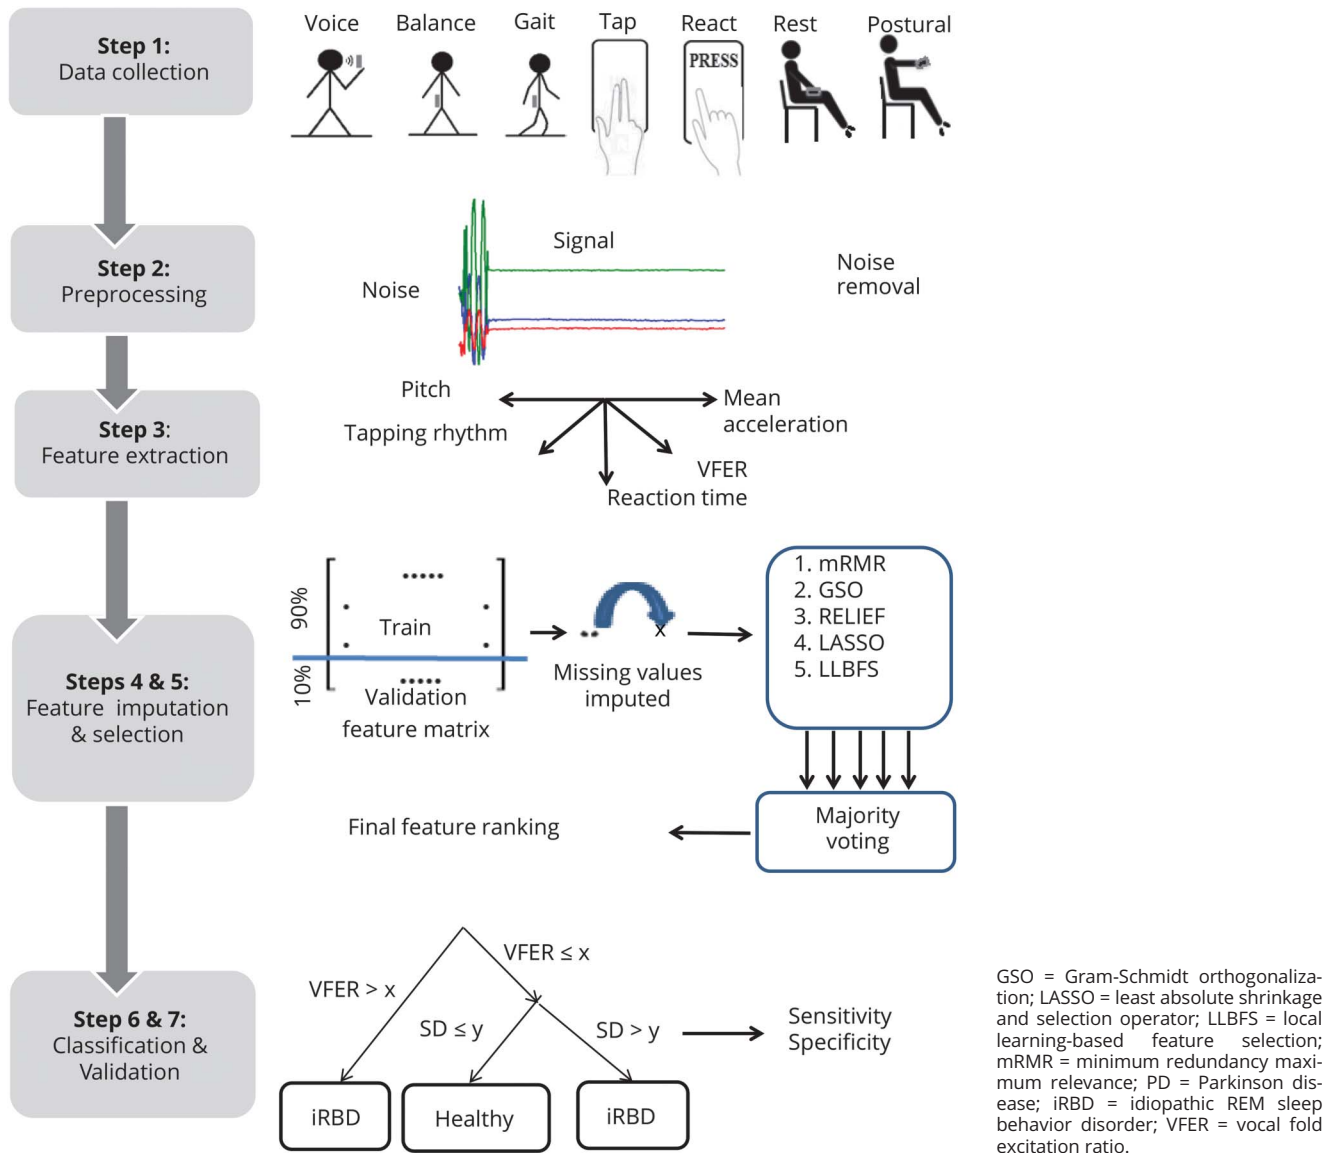 Step 1:
Data collection
Voice
Balance
Gait
Tap
React
Rest
Postural
PRESS
Step 2:
Preprocessing
Noise
Signal
Noise
removal
Step 3:
Feature extraction
Pitch
Tapping rhythm
Mean
acceleration
VFER
Reaction time
Steps 4 & 5:
Feature imputation
& selection
90%
10%
Train
Validation
feature matrix
x
Missing values
imputed
1. mRMR
2. GSO
3. RELIEF
4. LASSO
5. LLBFS
Majority
voting
Final feature ranking
Step 6 & 7:
Classification &
Validation
VFER > x
VFER ≤ x
SD ≤ y
SD > y
iRBD
Healthy
iRBD
Sensitivity
Specificity
GSO = Gram-Schmidt orthogonaliza-
tion; LASSO = least absolute shrinkage
and selection operator; LLBFS = local
learning-based feature selection;
mRMR = minimum redundancy maxi-
mum relevance; PD = Parkinson dis-
ease; iRBD = idiopathic REM sleep
behavior disorder; VFER = vocal fold
excitation ratio.